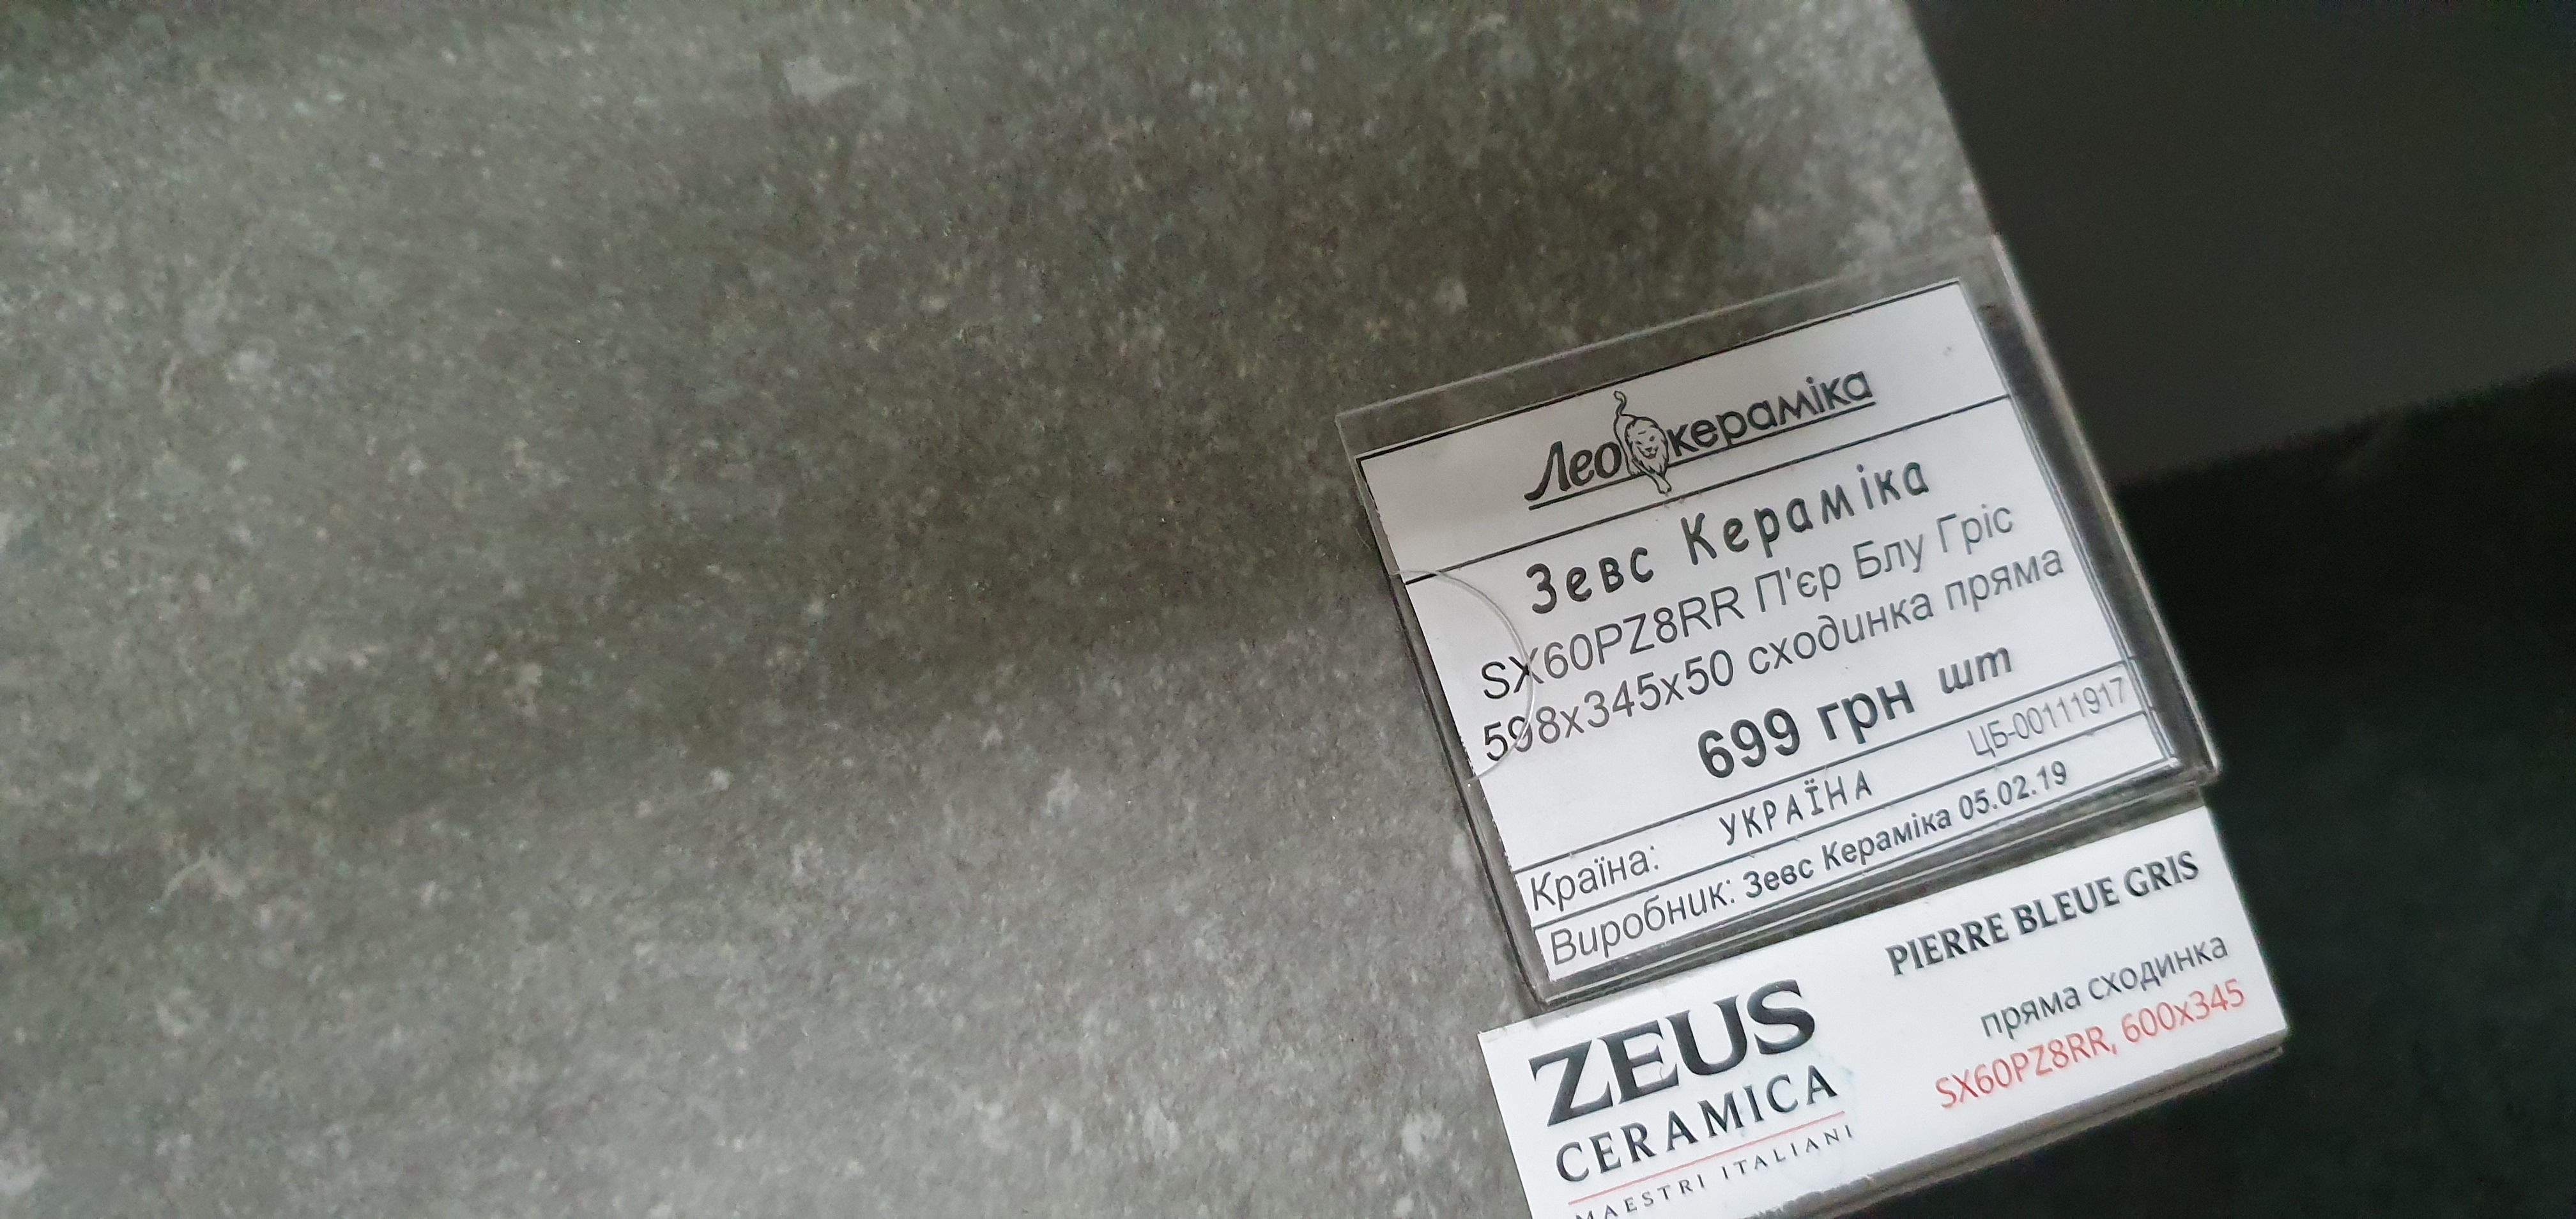 Леокераміка
Зевс Кераміка
SX60PZ8RR П'єр Блу Гріс
598x345x50 сходинка пряма
699 грн шт
ЦБ-00111917
Країна: УКРАЇНА
Виробник: Зевс Кераміка 05.02.19
ZEUS
CERAMICA
MAESTRI ITALIANI
PIERRE BLEUE GRIS
пряма сходинка
SX60PZ8RR, 600x345